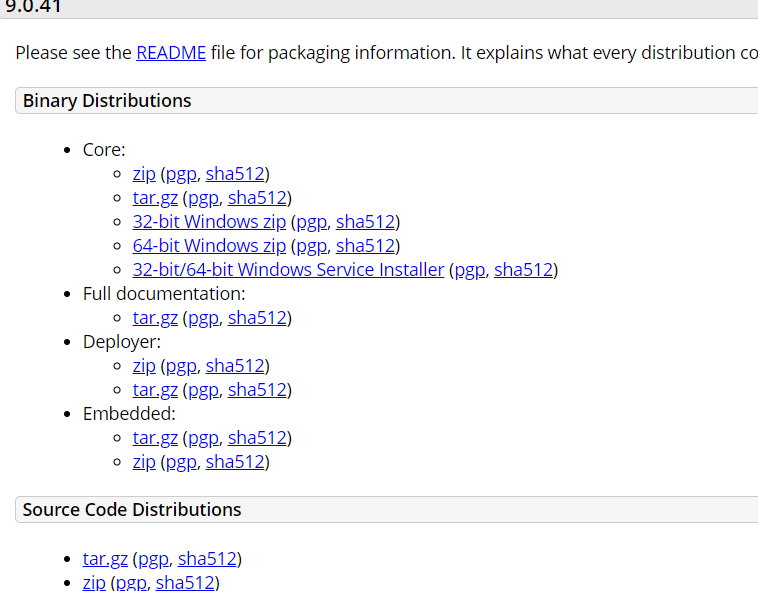 9.0.41
Please see the README file for packaging information. It explains what every distribution co
Binary Distributions
Core:
zip (pgp, sha512)
tar.gz (pgp, sha512)
32-bit Windows zip (pgp, sha512)
64-bit Windows zip (pgp, sha512)
32-bit/64-bit Windows Service Installer (pgp, sha512)
Full documentation:
tar.gz (pgp, sha512)
Deployer:
zip (pgp, sha512)
tar.gz (pgp, sha512)
Embedded:
tar.gz (pgp, sha512)
zip (pgp, sha512)
Source Code Distributions
tar.gz (pgp, sha512)
zip (pgp, sha512)